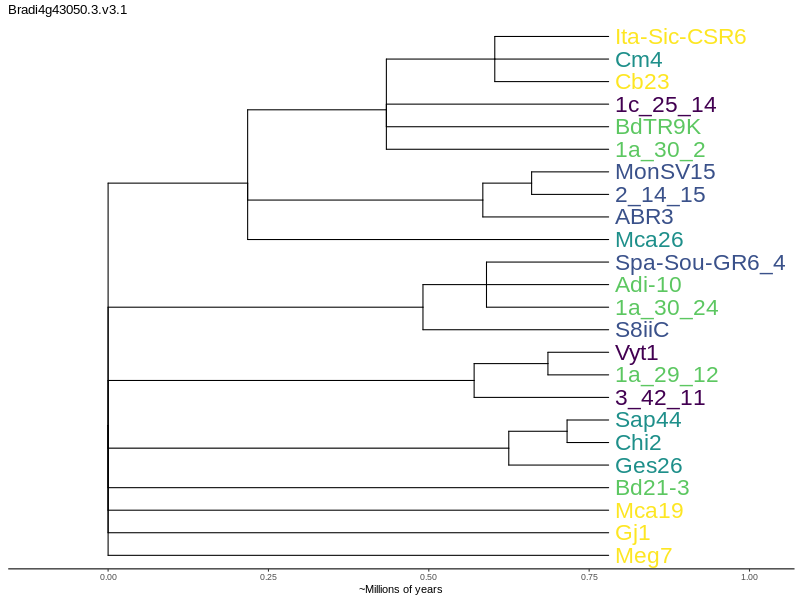 Bradi4g43050.3.v3.1
Ita-Sic-CSR6
Cm4
Cb23
1c_25_14
BdTR9K
1a_30_2
MonSV15
2_14_15
ABR3
Mca26
Spa-Sou-GR6_4
Adi-10
1a_30_24
S8iiC
Vyt1
1a_29_12
3_42_11
Sap44
Chi2
Ges26
Bd21-3
Mca19
Gj1
Meg7
0.00 0.25 0.50 0.75 1.00
~Millions of years